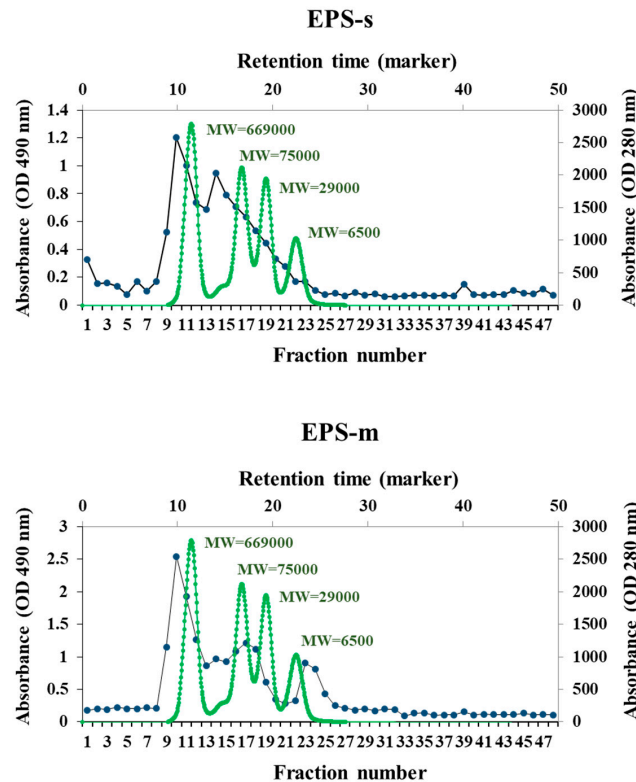 EPS-s
Retention time (marker)
0 10 20 30 40 50
Absorbance (OD 490 nm)
1.4
1.2
1
0.8
0.6
0.4
0.2
0
MW=669000
MW=75000
MW=29000
MW=6500
3000
2500
2000
1500
1000
500
0
Absorbance (OD 280 nm)
1 3 5 7 9 11 13 15 17 19 21 23 25 27 29 31 33 35 37 39 41 43 45 47
Fraction number
EPS-m
Retention time (marker)
0 10 20 30 40 50
Absorbance (OD 490 nm)
3
2.5
2
1.5
1
0.5
0
MW=669000
MW=75000
MW=29000
MW=6500
3000
2500
2000
1500
1000
500
0
Absorbance (OD 280 nm)
1 3 5 7 9 11 13 15 17 19 21 23 25 27 29 31 33 35 37 39 41 43 45 47
Fraction number